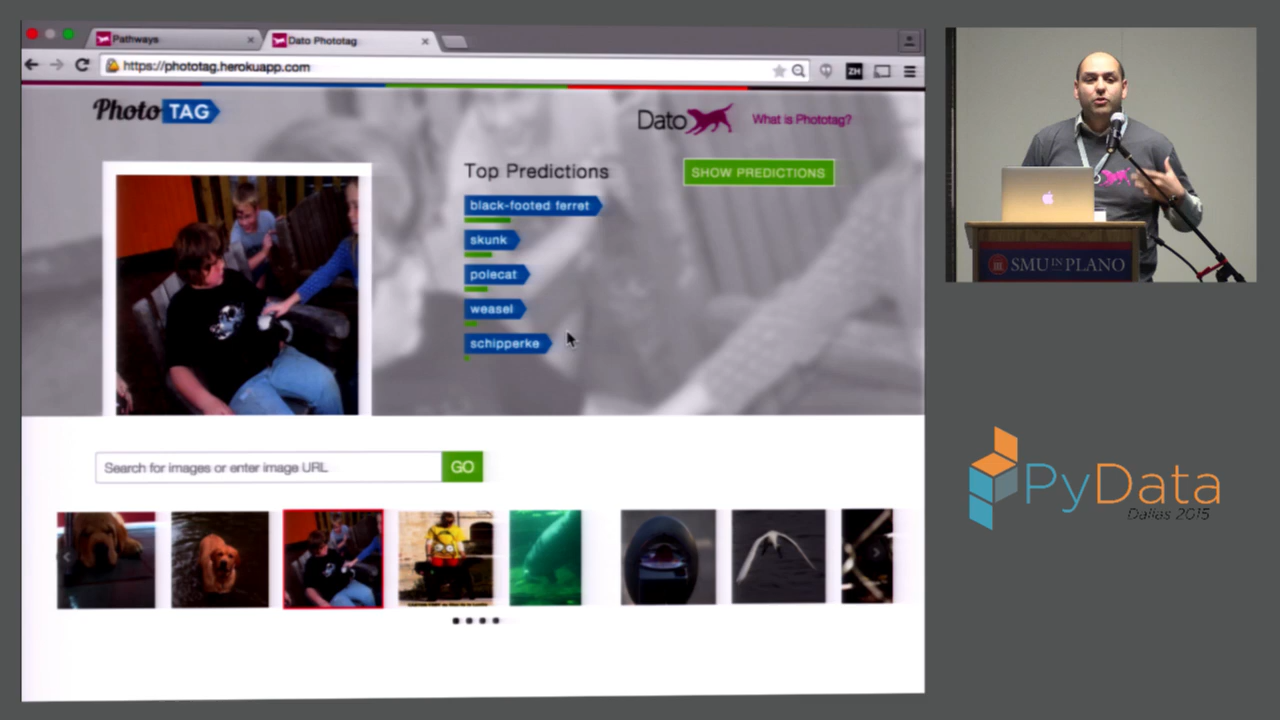 Pathways
Dato Phototag
https://phototag.herokuapp.com
ZH
Photo TAG
Dato
What is Phototag?
Top Predictions
SHOW PREDICTIONS
black-footed ferret
skunk
polecat
weasel
schipperke
Search for images or enter image URL
GO
SMU IN PLANO
PyData
Dallas 2015